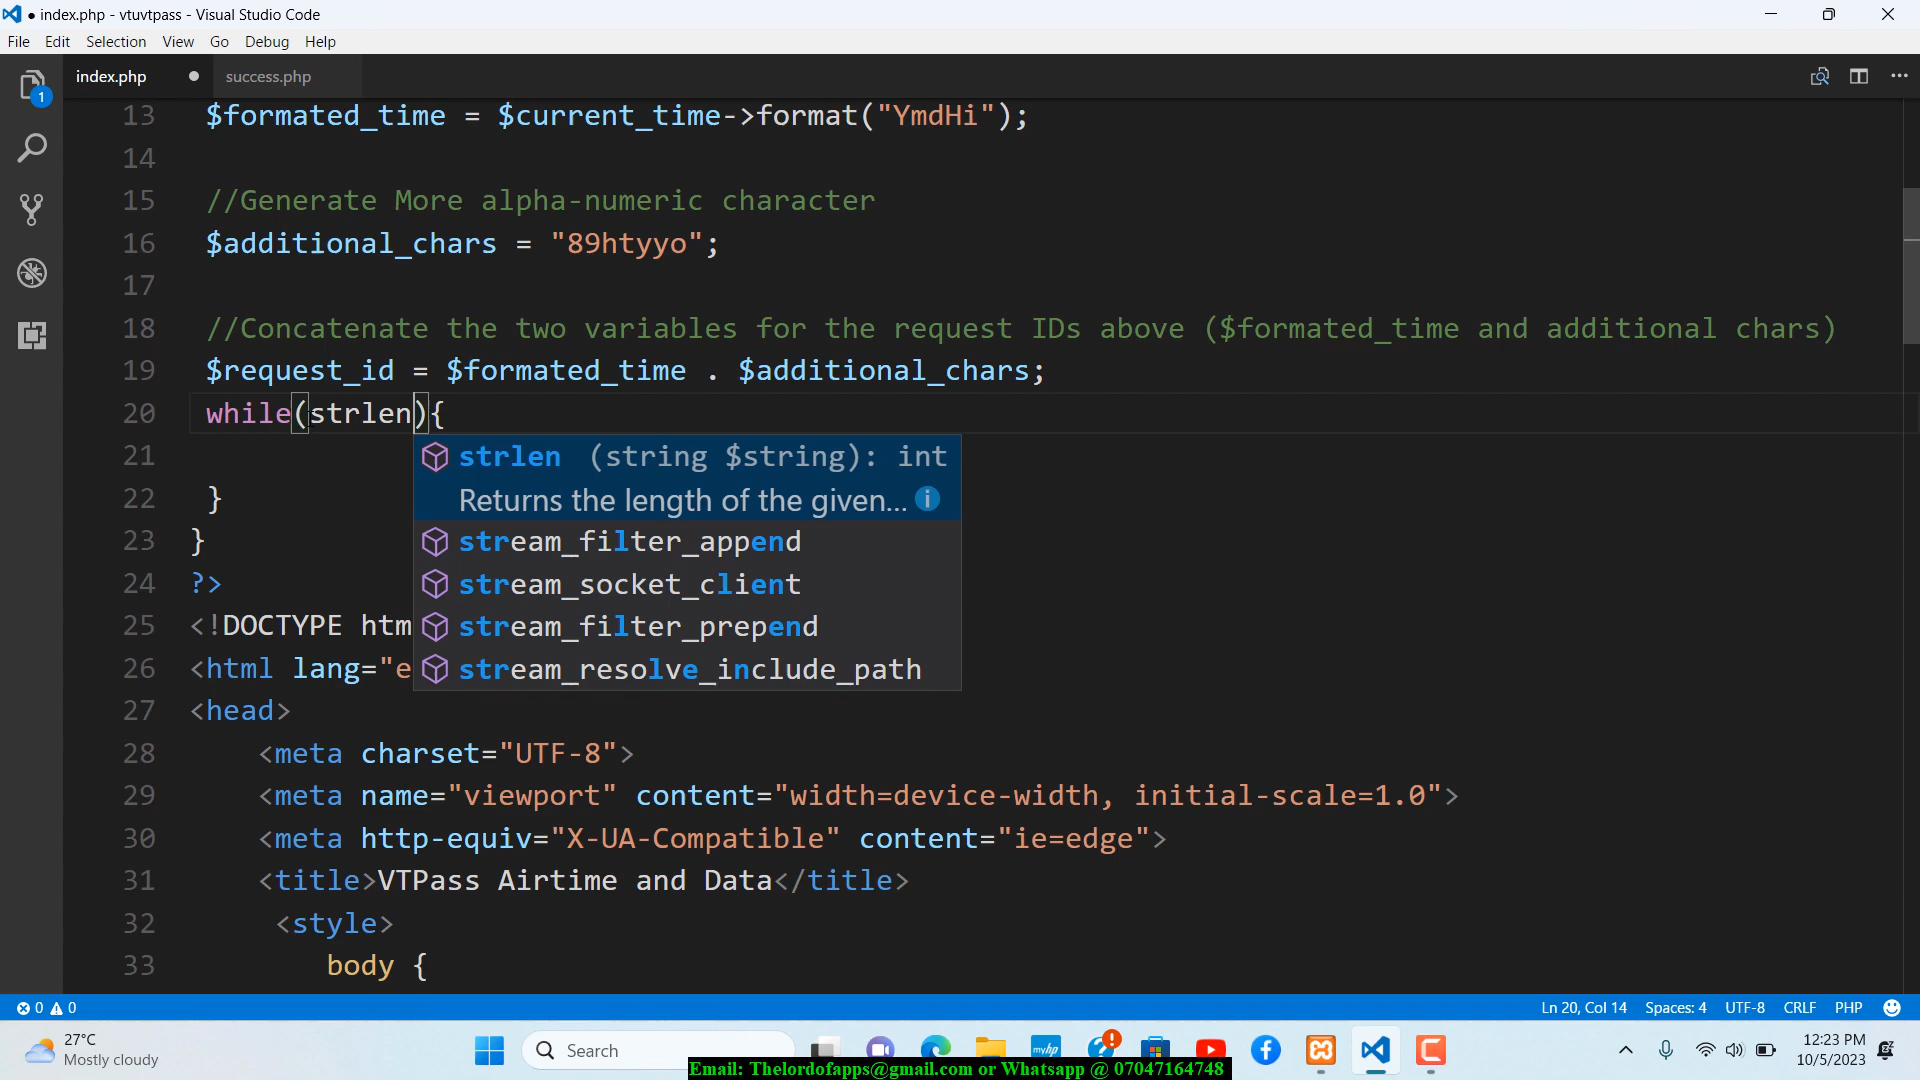 index.php - vtuvtpass - Visual Studio Code
File Edit Selection View Go Debug Help
1
index.php success.php
13 $formated_time = $current_time->format("YmdHi");
14
15 //Generate More alpha-numeric character
16 $additional_chars = "89htyyo";
17
18 //Concatenate the two variables for the request IDs above ($formated_time and additional chars)
19 $request_id = $formated_time . $additional_chars;
20 while(strlen){
strlen (string $string): int
21
Returns the length of the given...
22 }
23 }
stream_filter_append
24 ?>
stream_socket_client
25 <!DOCTYPE htm
stream_filter_prepend
26 <html lang="e
stream_resolve_include_path
27 <head>
28 <meta charset="UTF-8">
29 <meta name="viewport" content="width=device-width, initial-scale=1.0">
30 <meta http-equiv="X-UA-Compatible" content="ie=edge">
31 <title>VTPass Airtime and Data</title>
32 <style>
33 body {
0 0 Ln 20, Col 14 Spaces: 4 UTF-8 CRLF PHP
27°C
Mostly cloudy
Search
myhp
12:23 PM
10/5/2023
Email: Thelordofapps@gmail.com or Whatsapp @ 07047164748